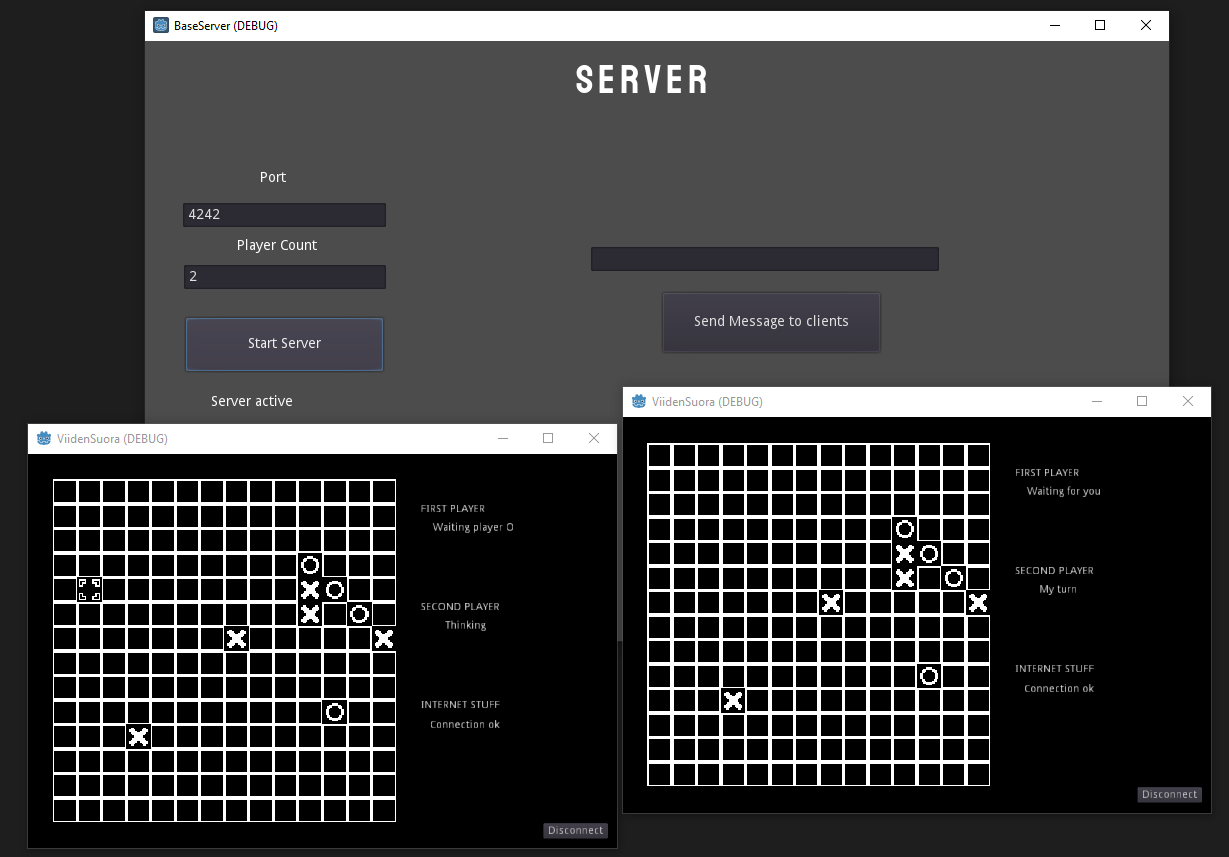 BaseServer (DEBUG)
SERVER
Port
4242
Player Count
2
Start Server
Send Message to clients
Server active
ViidenSuora (DEBUG)
FIRST PLAYER
Waiting player O
SECOND PLAYER
Thinking
INTERNET STUFF
Connection ok
Disconnect
ViidenSuora (DEBUG)
FIRST PLAYER
Waiting for you
SECOND PLAYER
My turn
INTERNET STUFF
Connection ok
Disconnect